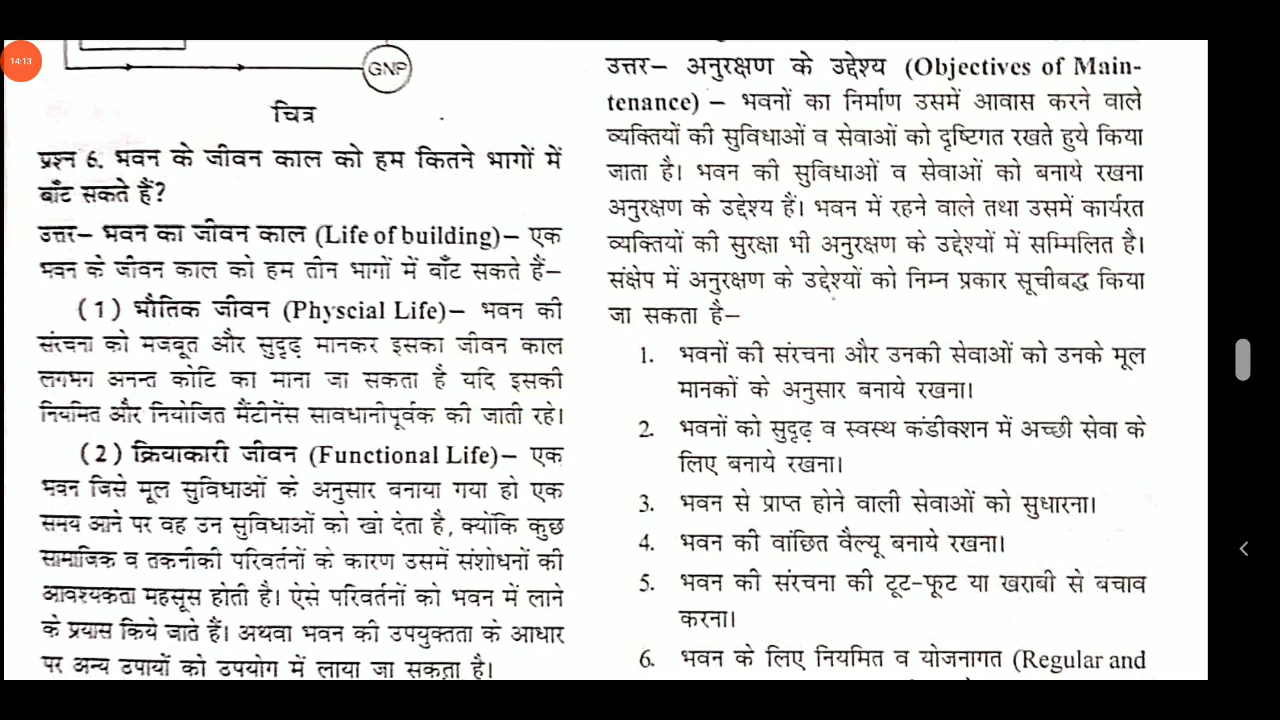 14:13
GNP
चित्र
प्रश्न 6. भवन के जीवन काल को हम कितने भागों में
बाँट सकते हैं?
उत्तर– भवन का जीवन काल (Life of building)– एक
भवन के जीवन काल को हम तीन भागों में बाँट सकते हैं–
(1) भौतिक जीवन (Physcial Life)– भवन की
संरचना को मजबूत और सुदृढ़ मानकर इसका जीवन काल
लगभग अनन्त कोटि का माना जा सकता है यदि इसकी
नियमित और नियोजित मैंटीनेंस सावधानीपूर्वक की जाती रहे।
(2) क्रियाकारी जीवन (Functional Life)– एक
भवन जिसे मूल सुविधाओं के अनुसार बनाया गया हो एक
समय आने पर वह उन सुविधाओं को खो देता है, क्योंकि कुछ
सामाजिक व तकनीकी परिवर्तनों के कारण उसमें संशोधनों की
आवश्यकता महसूस होती है। ऐसे परिवर्तनों को भवन में लाने
के प्रयास किये जाते हैं। अथवा भवन की उपयुक्तता के आधार
पर अन्य उपायों को उपयोग में लाया जा सकता है।
उत्तर– अनुरक्षण के उद्देश्य (Objectives of Main-
tenance) – भवनों का निर्माण उसमें आवास करने वाले
व्यक्तियों की सुविधाओं व सेवाओं को दृष्टिगत रखते हुये किया
जाता है। भवन की सुविधाओं व सेवाओं को बनाये रखना
अनुरक्षण के उद्देश्य हैं। भवन में रहने वाले तथा उसमें कार्यरत
व्यक्तियों की सुरक्षा भी अनुरक्षण के उद्देश्यों में सम्मिलित है।
संक्षेप में अनुरक्षण के उद्देश्यों को निम्न प्रकार सूचीबद्ध किया
जा सकता है–
1. भवनों की संरचना और उनकी सेवाओं को उनके मूल
मानकों के अनुसार बनाये रखना।
2. भवनों को सुदृढ़ व स्वस्थ कंडीक्शन में अच्छी सेवा के
लिए बनाये रखना।
3. भवन से प्राप्त होने वाली सेवाओं को सुधारना।
4. भवन की वांछित वैल्यू बनाये रखना।
5. भवन की संरचना की टूट-फूट या खराबी से बचाव
करना।
6. भवन के लिए नियमित व योजनागत (Regular and